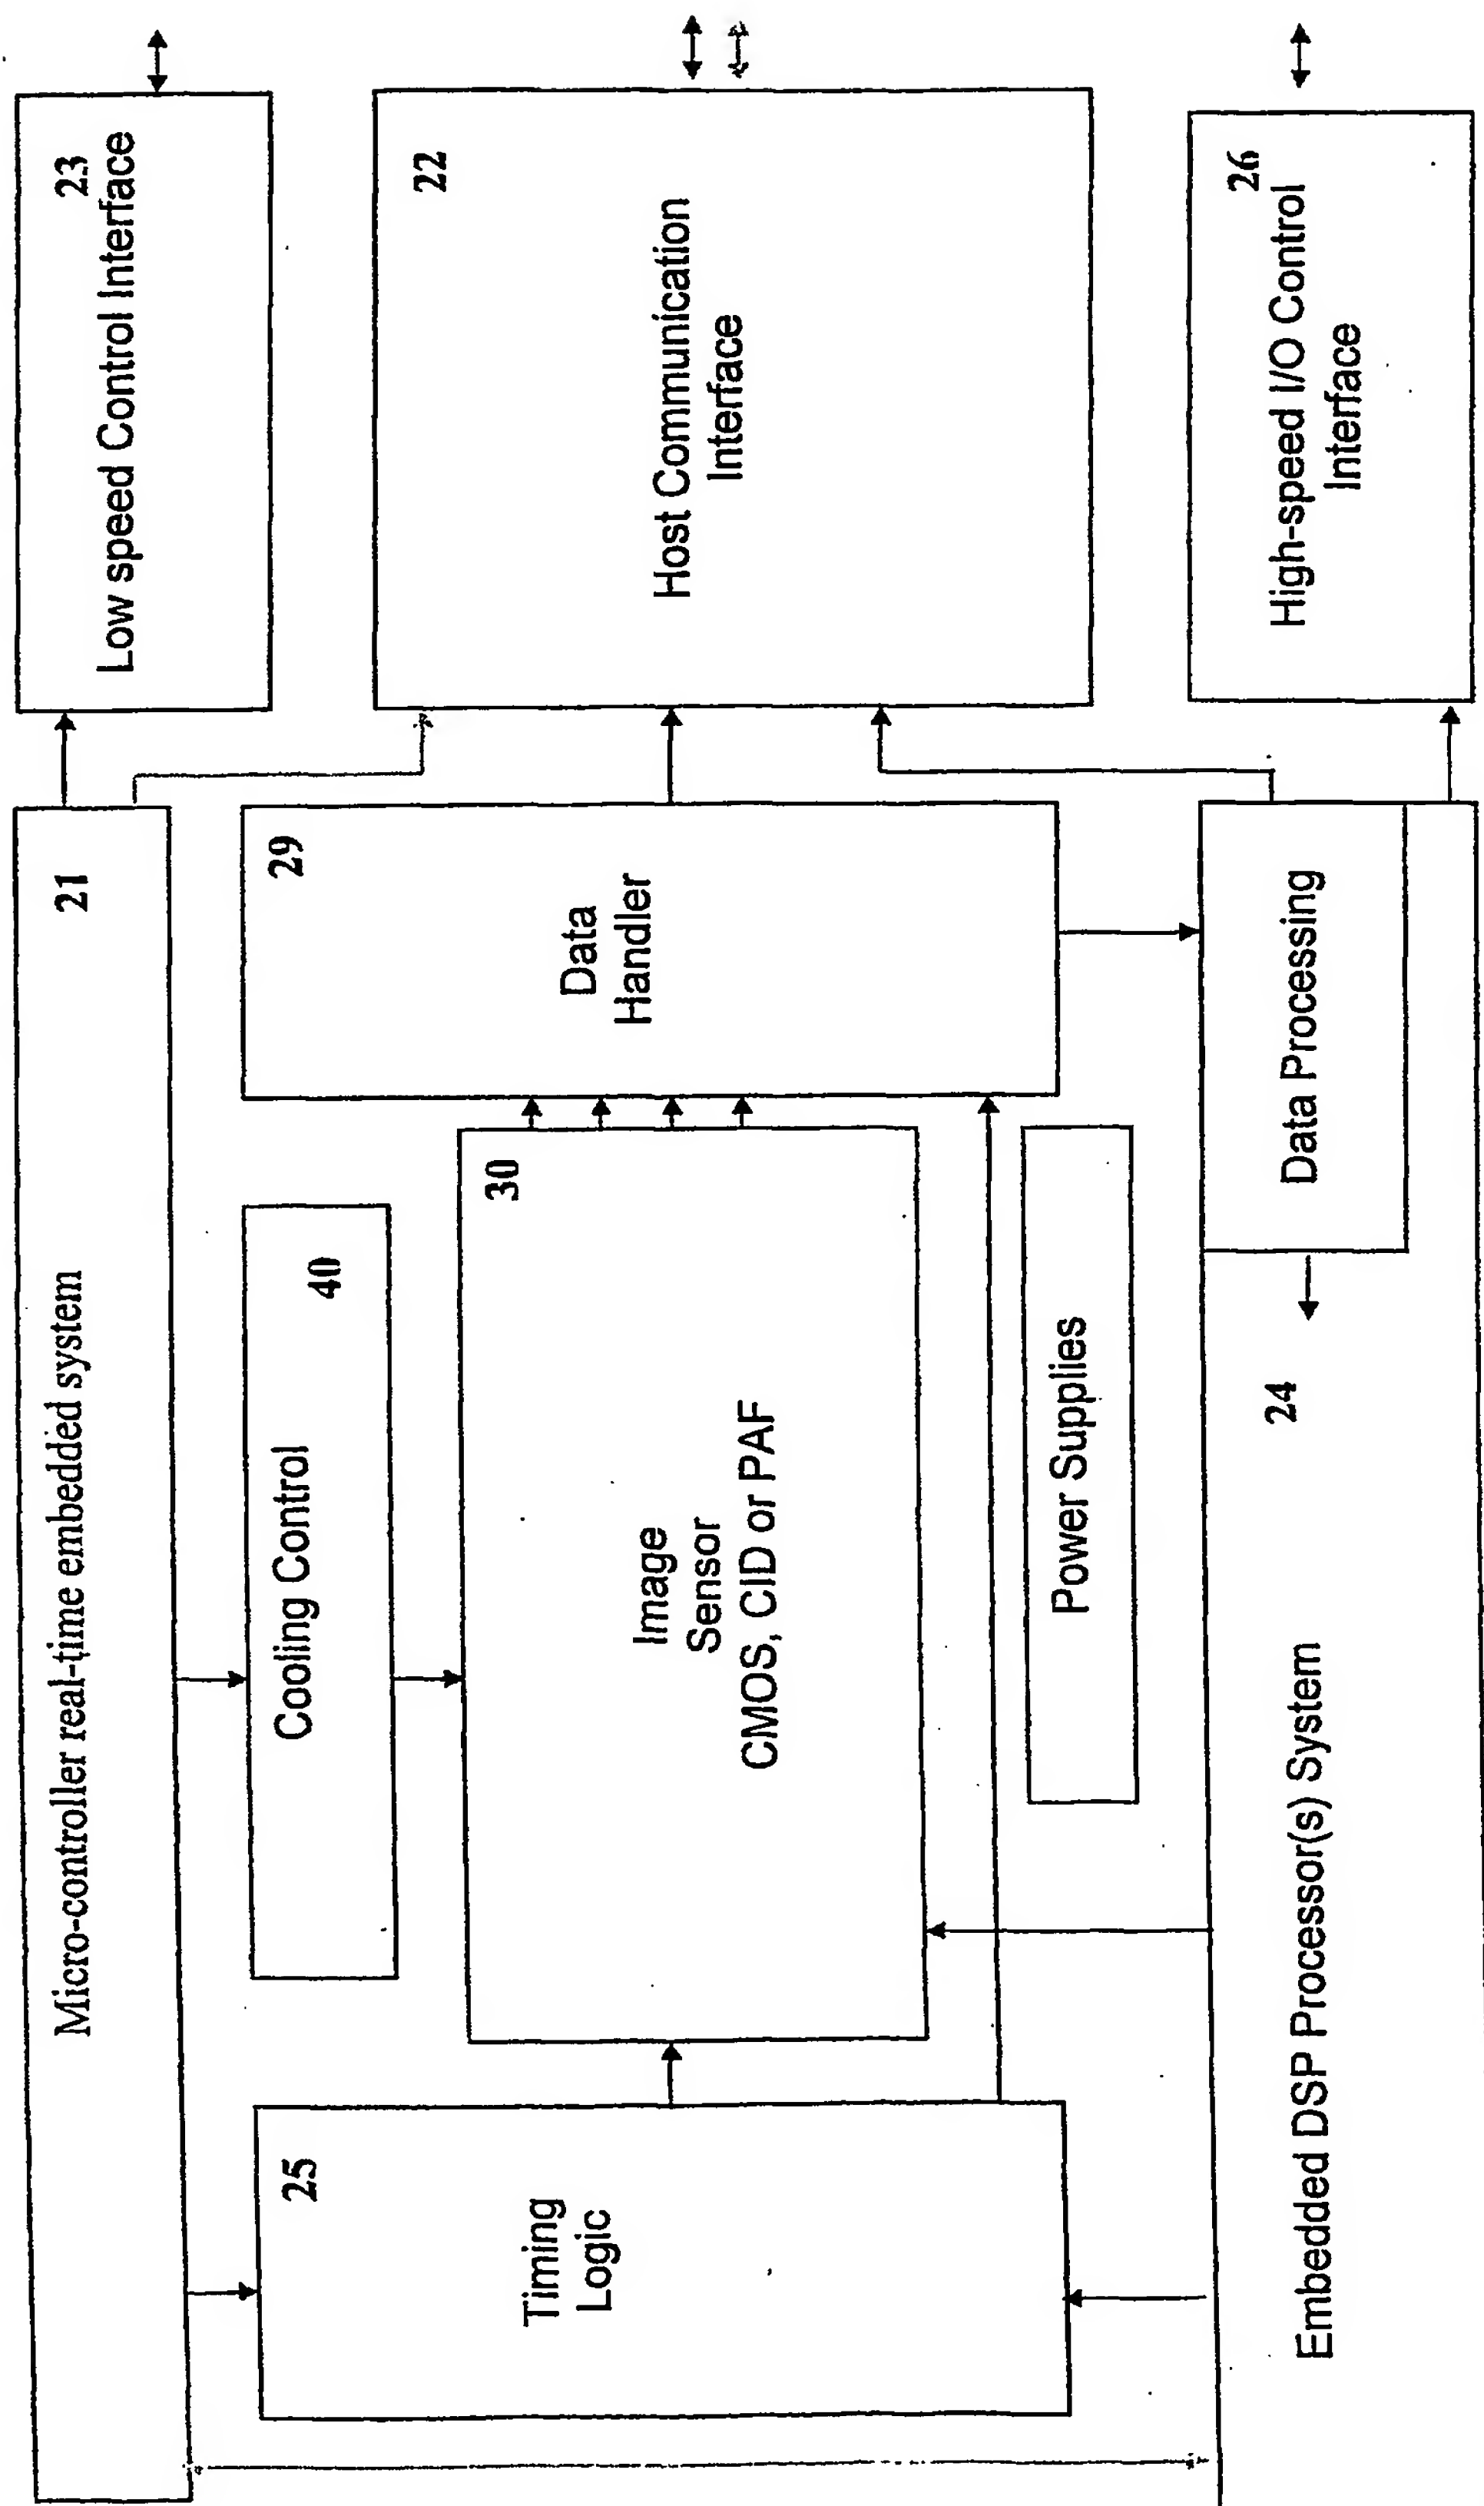 Micro-controller real-time embedded system
21
23
Low speed Control Interface
Cooling Control
40
25
Timing
Logic
30
Image
Sensor
CMOS, CID or PAF
29
Data
Handler
22
Host Communication
Interface
Power Supplies
Embedded DSP Processor(s) System
24
Data Processing
26
High-speed I/O Control
Interface